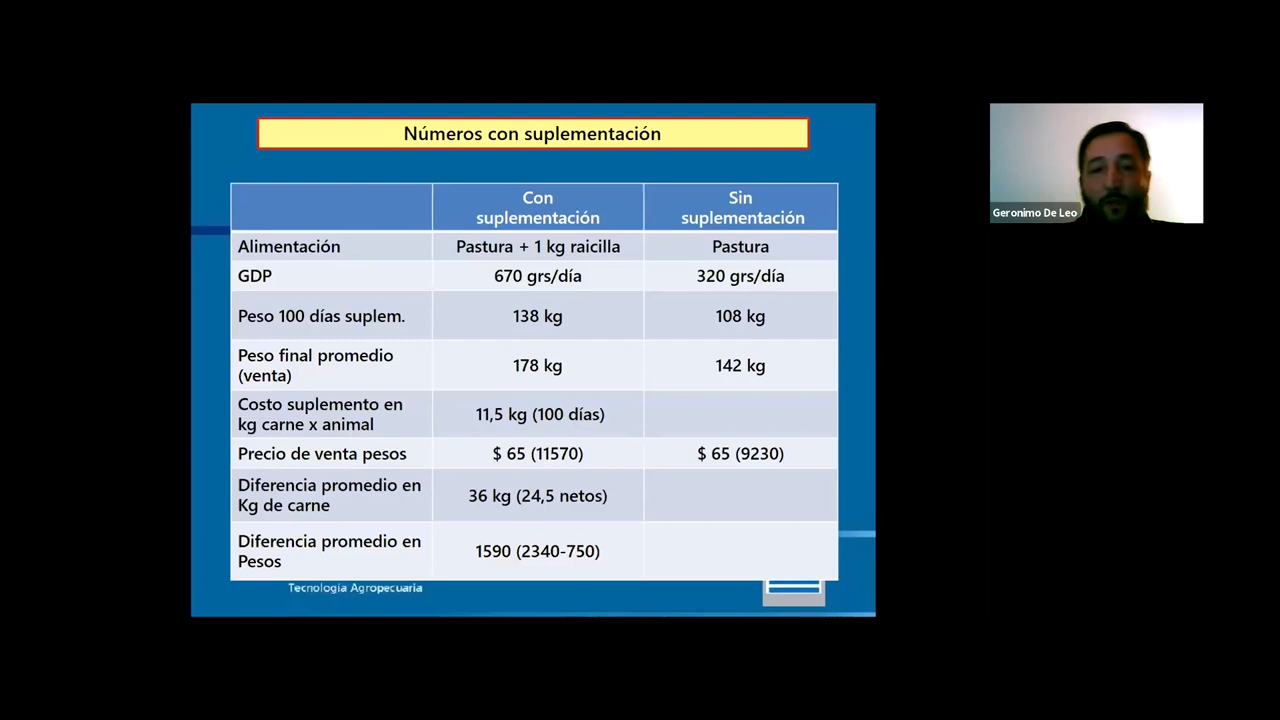 Números con suplementación
Con
suplementación
Sin
suplementación
Alimentación
Pastura + 1 kg raicilla
Pastura
GDP
670 grs/día
320 grs/día
Peso 100 días suplem.
138 kg
108 kg
Peso final promedio
(venta)
178 kg
142 kg
Costo suplemento en
kg carne x animal
11,5 kg (100 días)
Precio de venta pesos
$ 65 (11570)
$ 65 (9230)
Diferencia promedio en
Kg de carne
36 kg (24,5 netos)
Diferencia promedio en
Pesos
1590 (2340-750)
Tecnología Agropecuaria
Geronimo De Leo